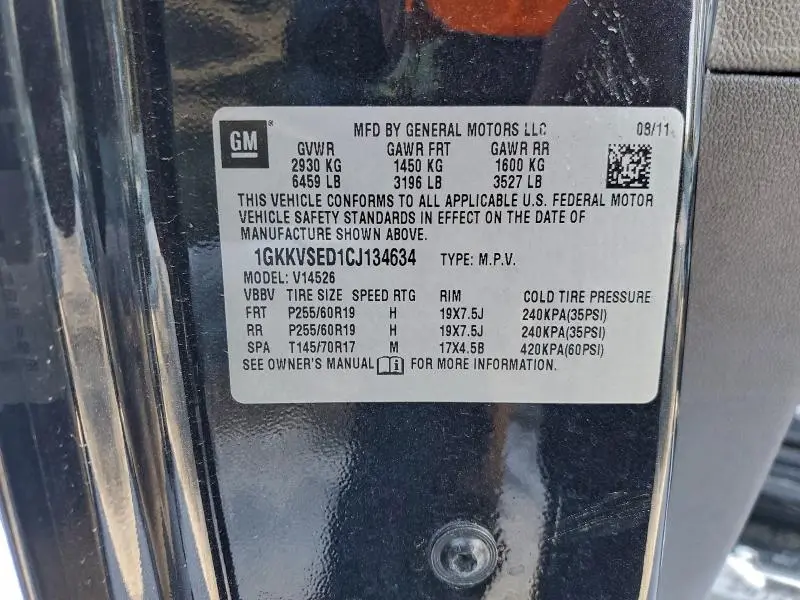 GM ® MFD BY GENERAL MOTORS LLC 08/11
GVWR GAWR FRT GAWR RR
2930 KG 1450 KG 1600 KG
6459 LB 3196 LB 3527 LB
THIS VEHICLE CONFORMS TO ALL APPLICABLE U.S. FEDERAL MOTOR
VEHICLE SAFETY STANDARDS IN EFFECT ON THE DATE OF
MANUFACTURE SHOWN ABOVE.
1GKKVSED1CJ134634 TYPE: M.P.V.
MODEL: V14526
VBBV TIRE SIZE SPEED RTG RIM COLD TIRE PRESSURE
FRT P255/60R19 H 19X7.5J 240KPA(35PSI)
RR P255/60R19 H 19X7.5J 240KPA(35PSI)
SPA T145/70R17 M 17X4.5B 420KPA(60PSI)
SEE OWNER'S MANUAL i FOR MORE INFORMATION.